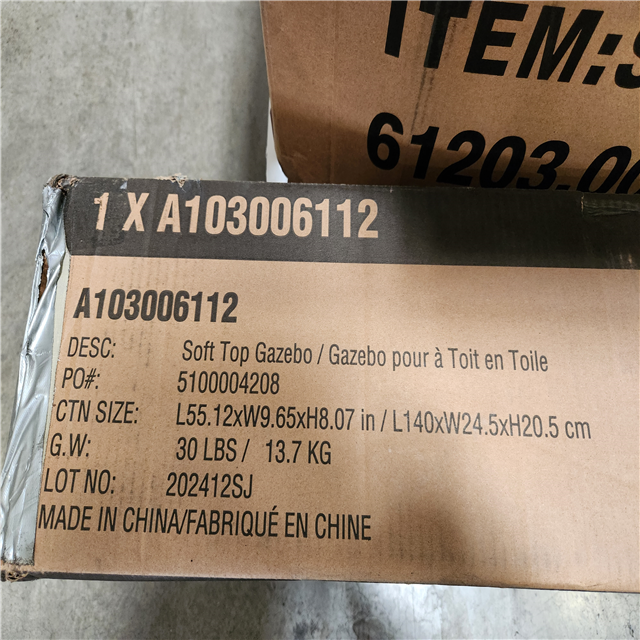 ITEM:
61203.00
1 X A103006112
A103006112
DESC: Soft Top Gazebo / Gazebo pour à Toit en Toile
PO#: 5100004208
CTN SIZE: L55.12xW9.65xH8.07 in / L140xW24.5xH20.5 cm
G.W: 30 LBS / 13.7 KG
LOT NO: 202412SJ
MADE IN CHINA/FABRIQUÉ EN CHINE